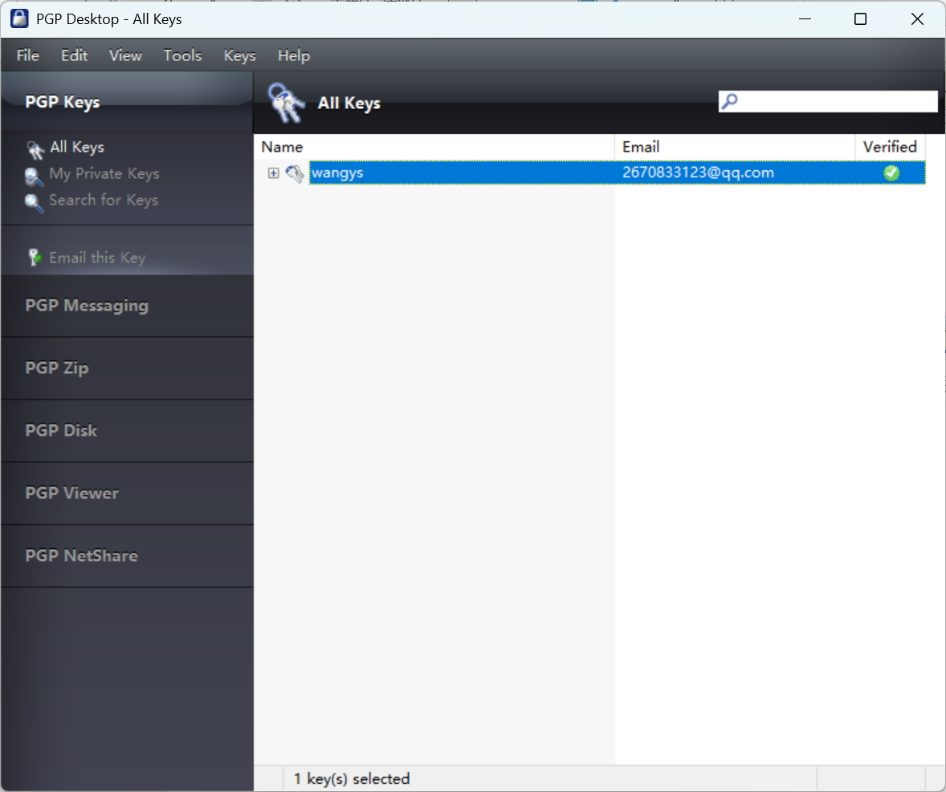 PGP Desktop - All Keys
File Edit View Tools Keys Help
PGP Keys
All Keys
My Private Keys
Search for Keys
Email this Key
PGP Messaging
PGP Zip
PGP Disk
PGP Viewer
PGP NetShare
All Keys
Name Email Verified
wangys 2670833123@qq.com
1 key(s) selected